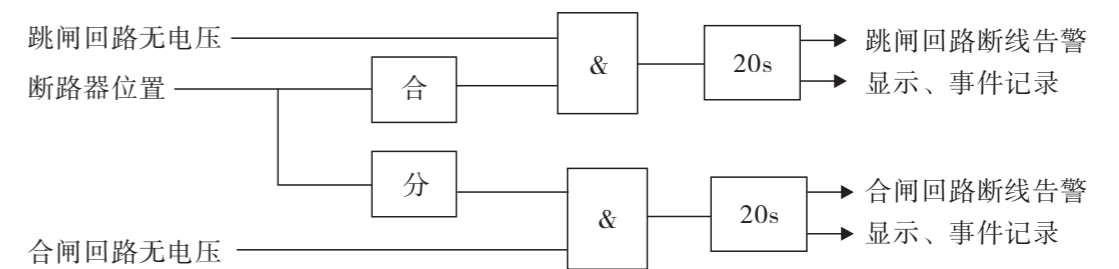 跳闸回路无电压
&
20s
跳闸回路断线告警
断路器位置
合
显示、事件记录
分
&
20s
合闸回路断线告警
显示、事件记录
合闸回路无电压